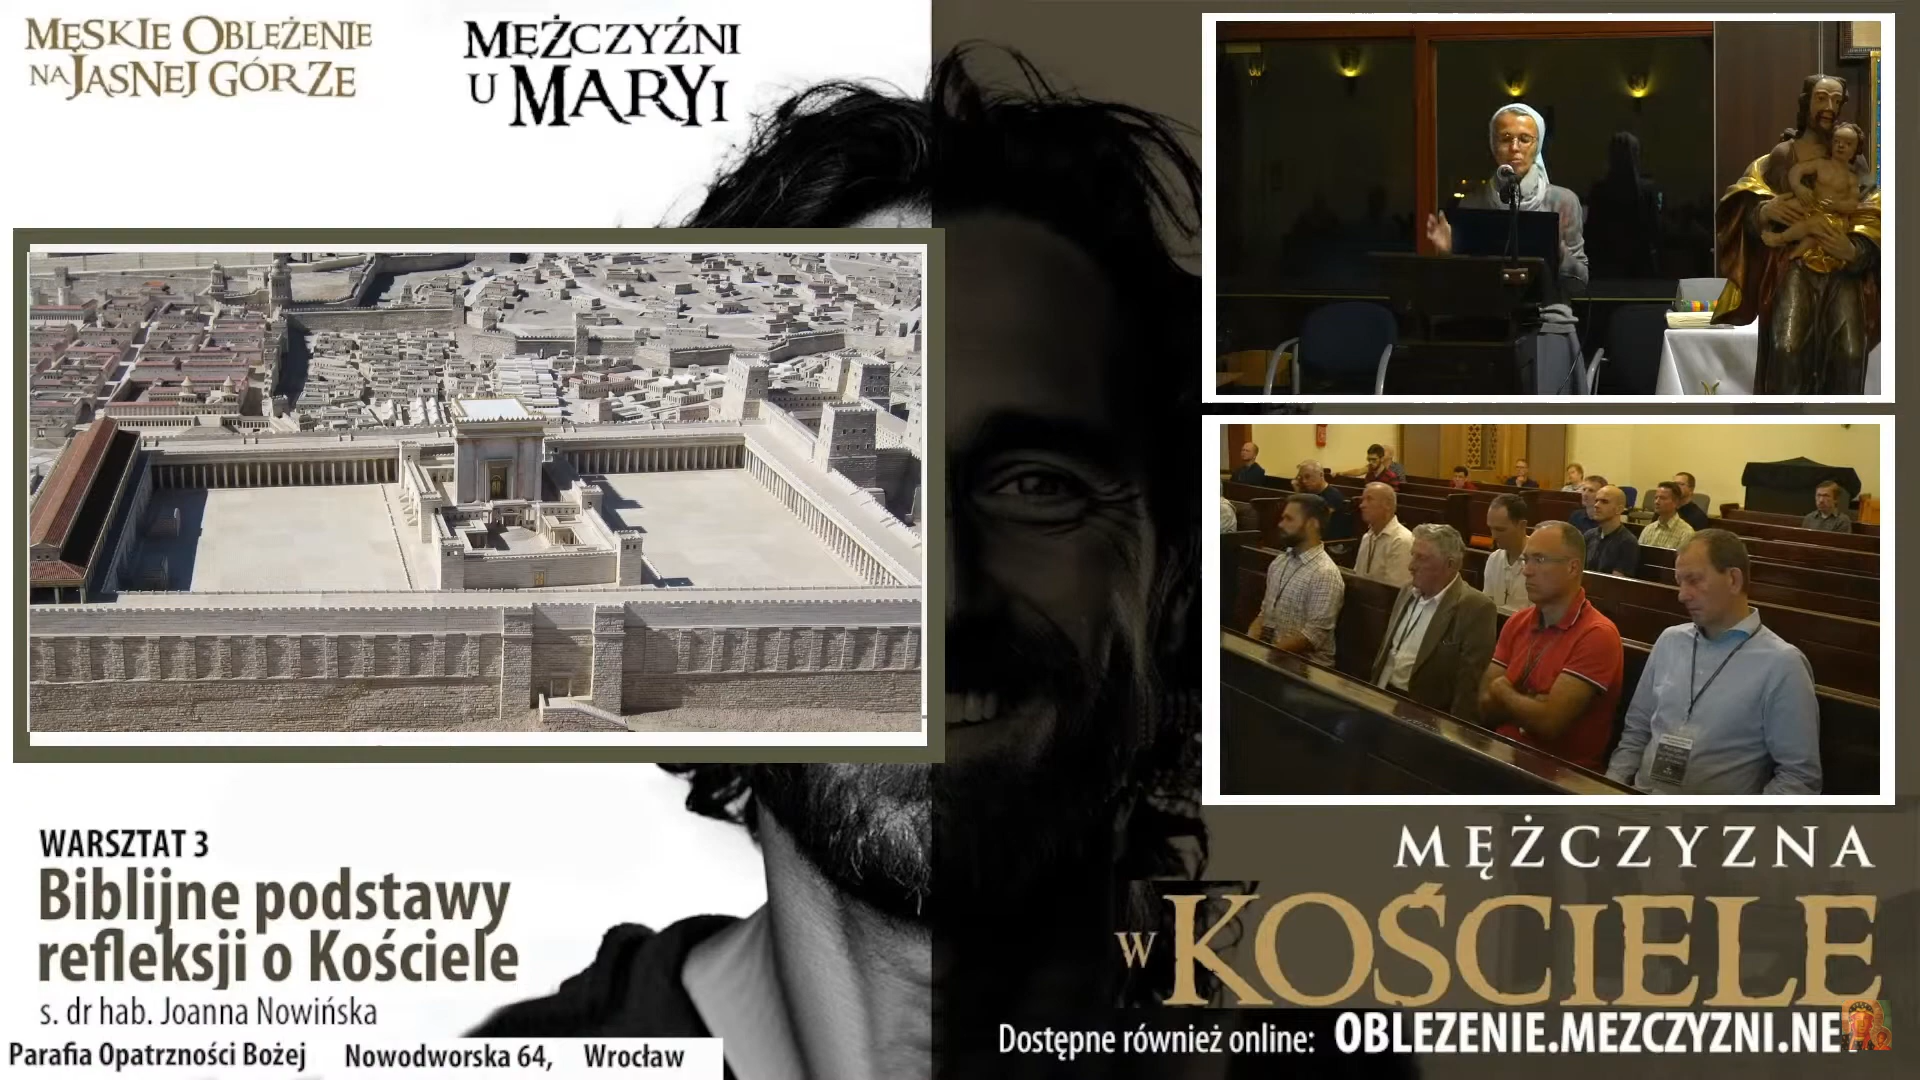 MĘSKIE OBLĘŻENIE
NA JASNEJ GÓRZE
MĘŻCZYŹNI
U MARYI
WARSZTAT 3
Biblijne podstawy
refleksji o Kościele
s. dr hab. Joanna Nowińska
Parafia Opatrzności Bożej Nowodworska 64, Wrocław
MĘŻCZYZNA
W KOŚCIELE
Dostępne również online: OBLEZENIE.MEZCZYZNI.NE